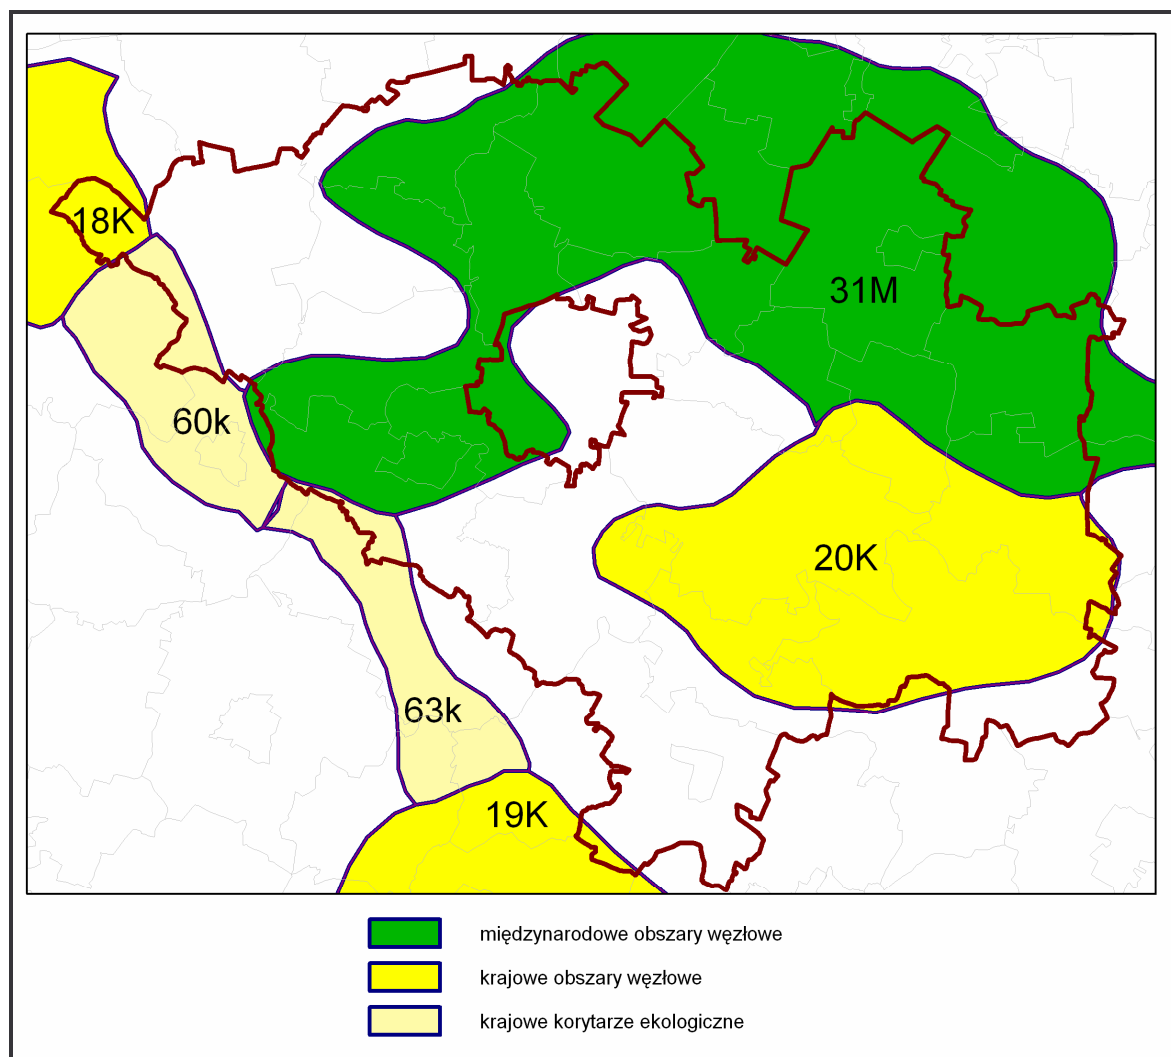 18K
31M
60k
20K
63k
19K
międzynarodowe obszary węzłowe
krajowe obszary węzłowe
krajowe korytarze ekologiczne